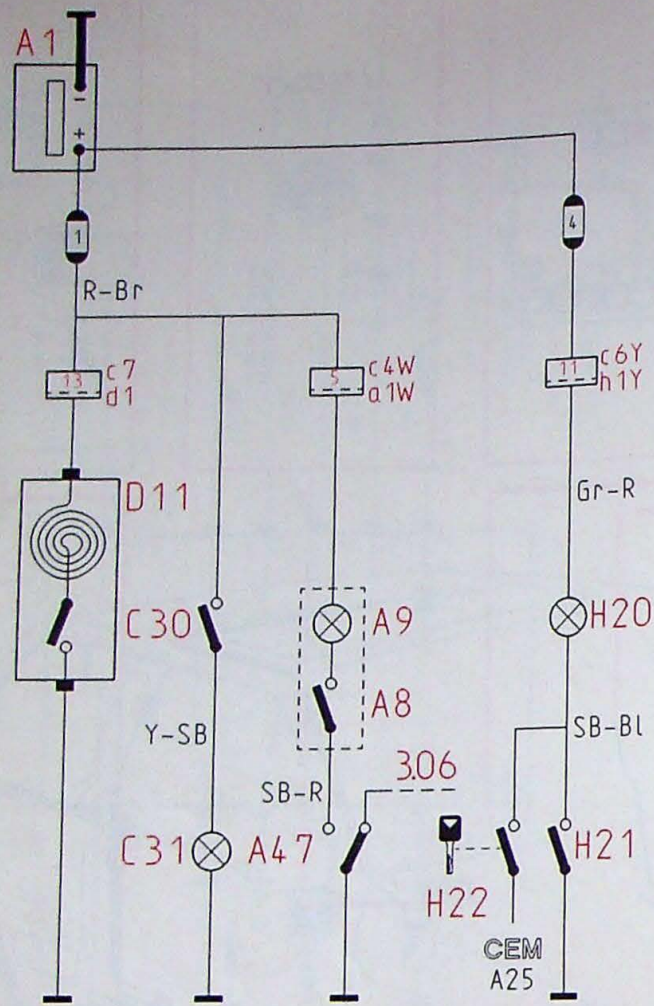 A1
−
+
1
4
R-Br
13
c7
d1
5
c4W
a1W
11
c6Y
h1Y
D11
Gr-R
C30
A9
H20
A8
Y-SB
SB-Bl
3.06
SB-R
C31
A47
H21
H22
CEM
A25